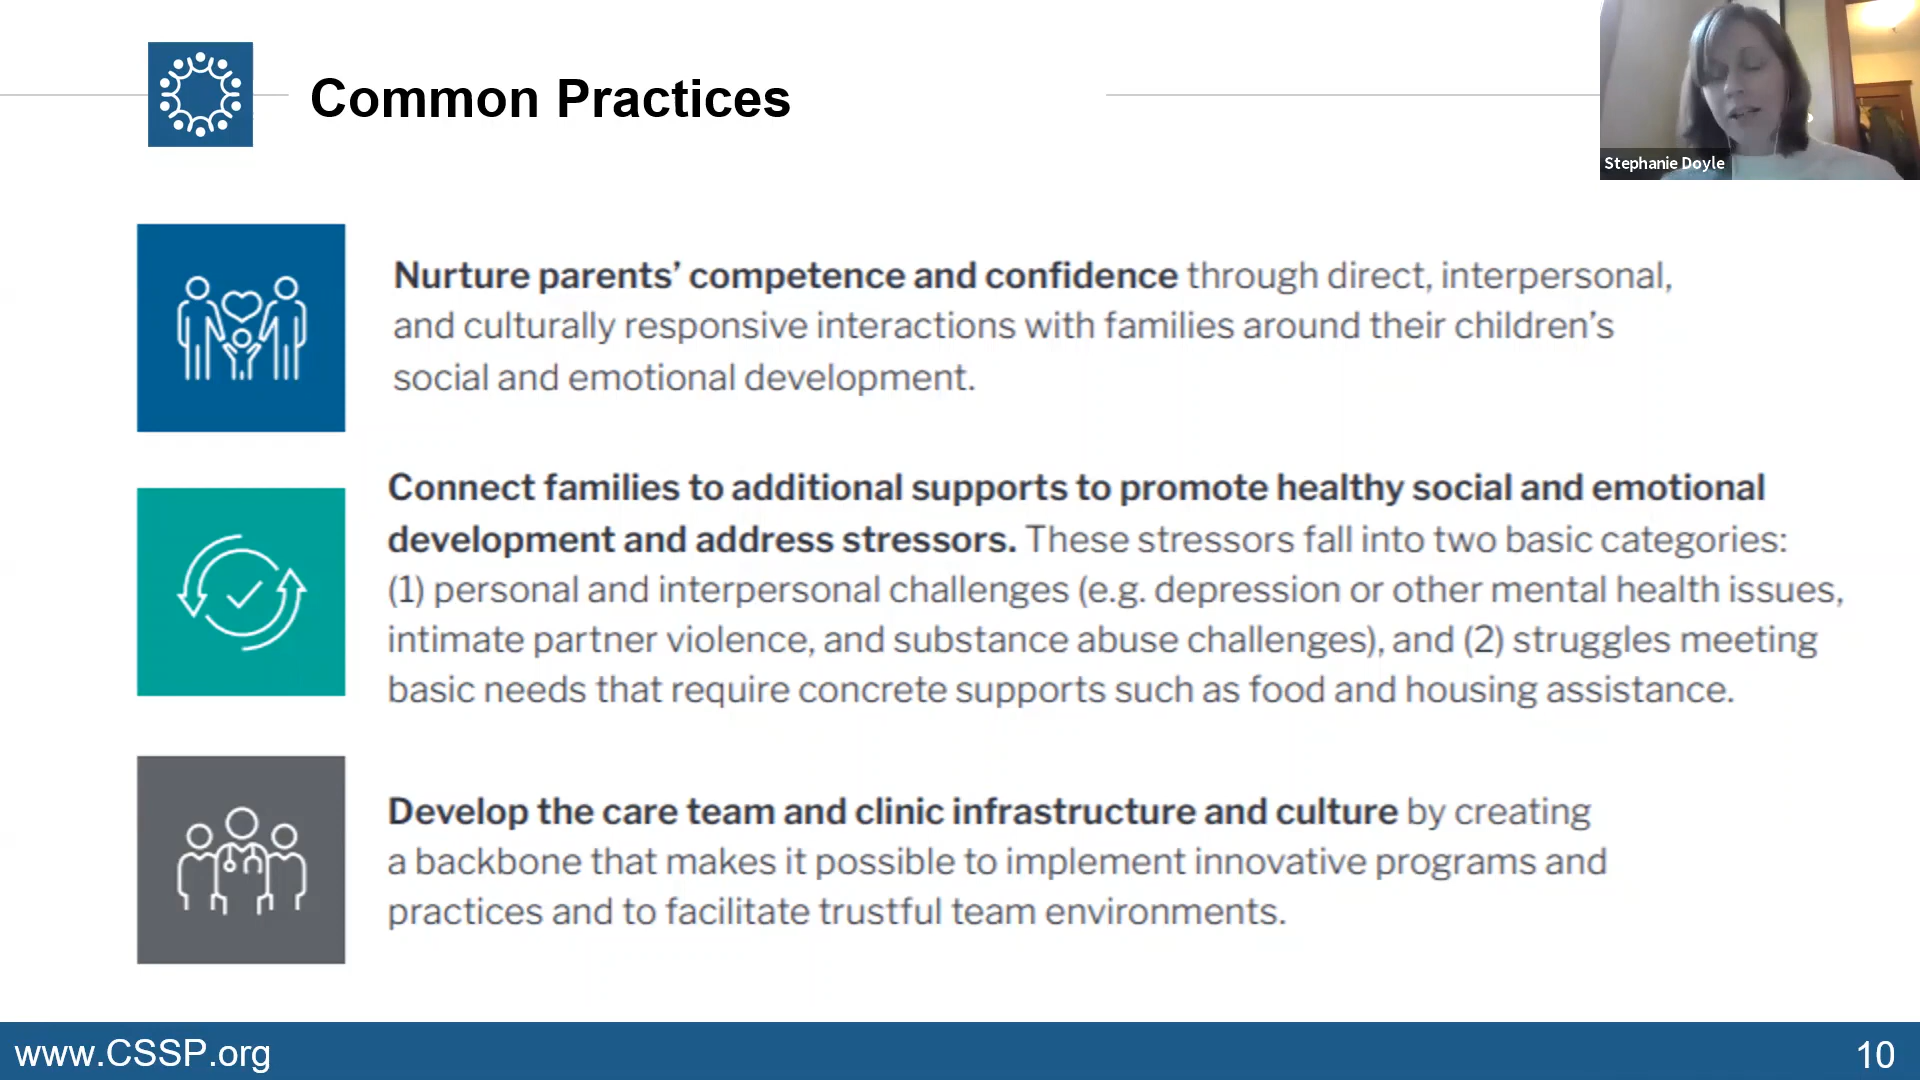 Common Practices
Stephanie Doyle
Nurture parents’ competence and confidence through direct, interpersonal,
and culturally responsive interactions with families around their children’s
social and emotional development.
Connect families to additional supports to promote healthy social and emotional
development and address stressors. These stressors fall into two basic categories:
(1) personal and interpersonal challenges (e.g. depression or other mental health issues,
intimate partner violence, and substance abuse challenges), and (2) struggles meeting
basic needs that require concrete supports such as food and housing assistance.
Develop the care team and clinic infrastructure and culture by creating
a backbone that makes it possible to implement innovative programs and
practices and to facilitate trustful team environments.
www.CSSP.org
10